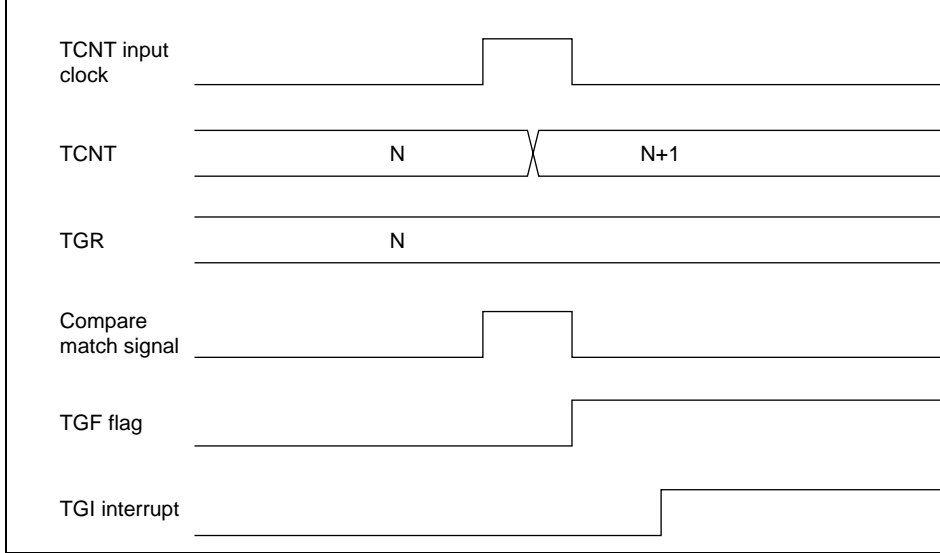 TCNT input
clock
TCNT N N+1
TGR N
Compare
match signal
TGF flag
TGI interrupt